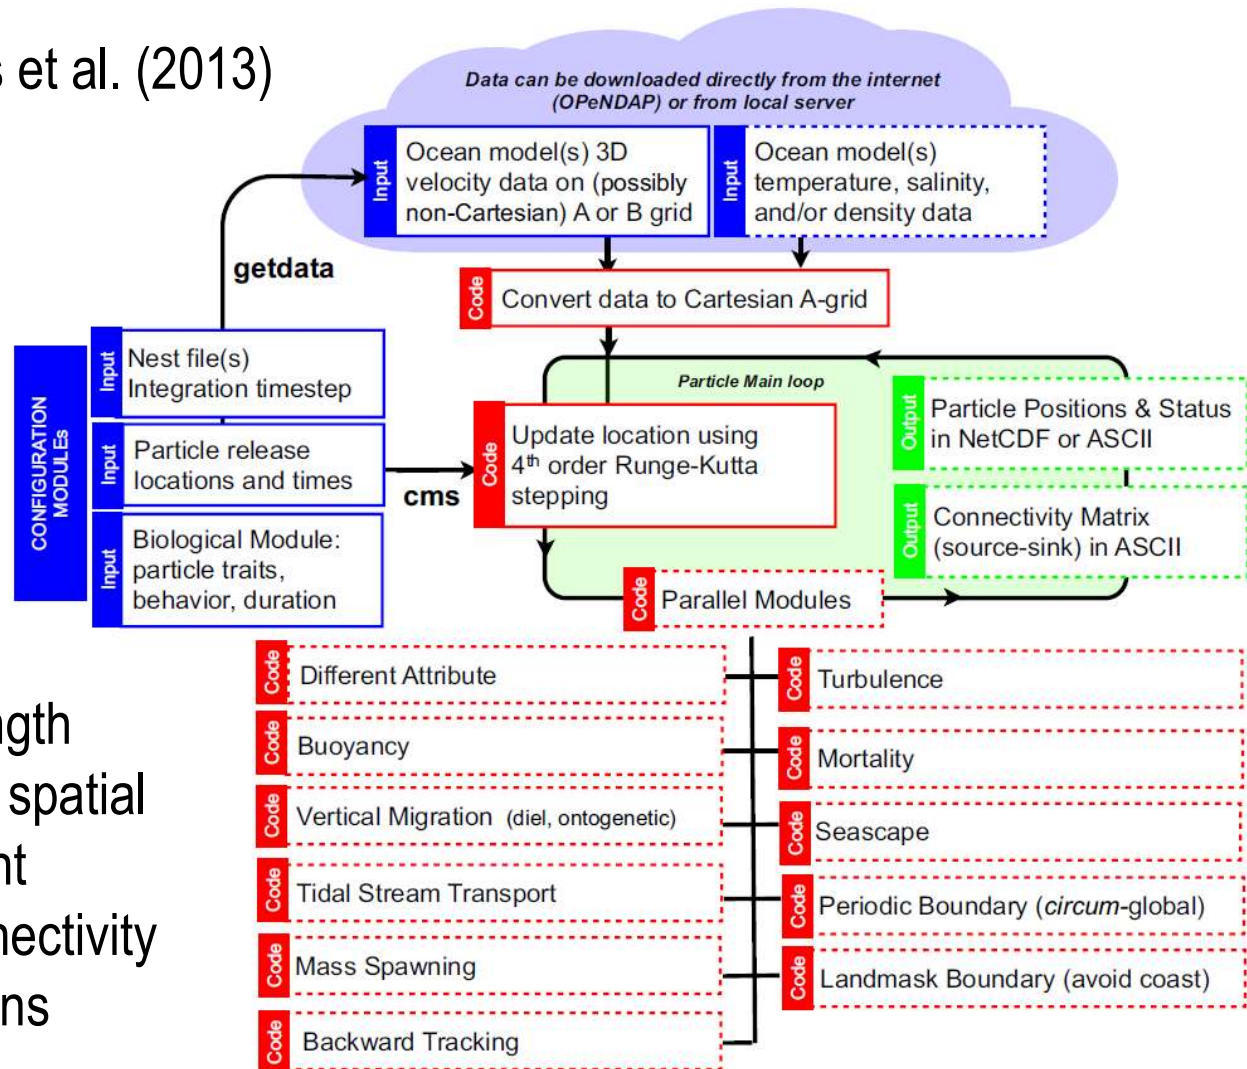 s et al. (2013)
Data can be downloaded directly from the internet
(OPeNDAP) or from local server
Input
Ocean model(s) 3D
velocity data on (possibly
non-Cartesian) A or B grid
Input
Ocean model(s)
temperature, salinity,
and/or density data
getdata
Code
Convert data to Cartesian A-grid
CONFIGURATION
MODULEs
Input
Nest file(s)
Integration timestep
Input
Particle release
locations and times
Input
Biological Module:
particle traits,
behavior, duration
cms
Particle Main loop
Code
Update location using
4th order Runge-Kutta
stepping
Output
Particle Positions & Status
in NetCDF or ASCII
Output
Connectivity Matrix
(source-sink) in ASCII
Code
Parallel Modules
Code
Different Attribute
Code
Buoyancy
Code
Vertical Migration (diel, ontogenetic)
Code
Tidal Stream Transport
Code
Mass Spawning
Code
Backward Tracking
Code
Turbulence
Code
Mortality
Code
Seascape
Code
Periodic Boundary (circum-global)
Code
Landmask Boundary (avoid coast)
ngth
spatial
nt
nectivity
ns